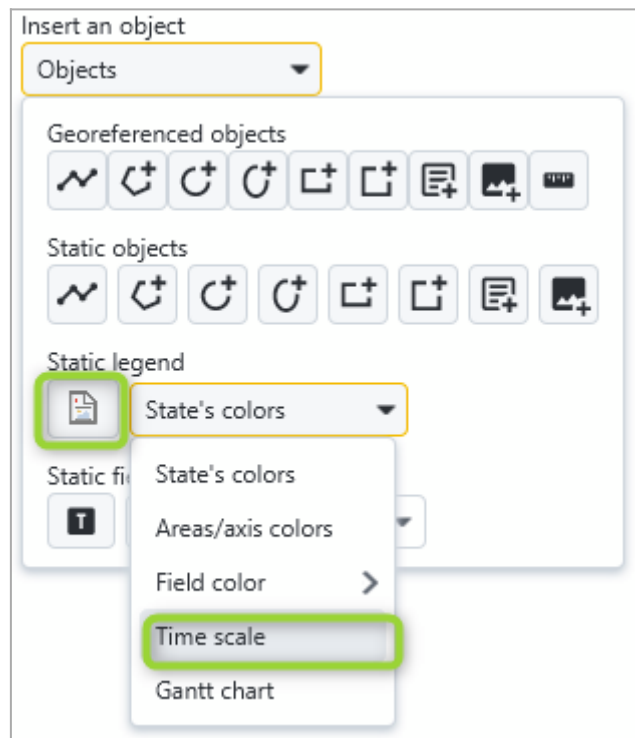 Insert an object
Objects
Georeferenced objects
Static objects
Static legend
State's colors
Static
State's colors
Areas/axis colors
Field color
Time scale
Gantt chart
T